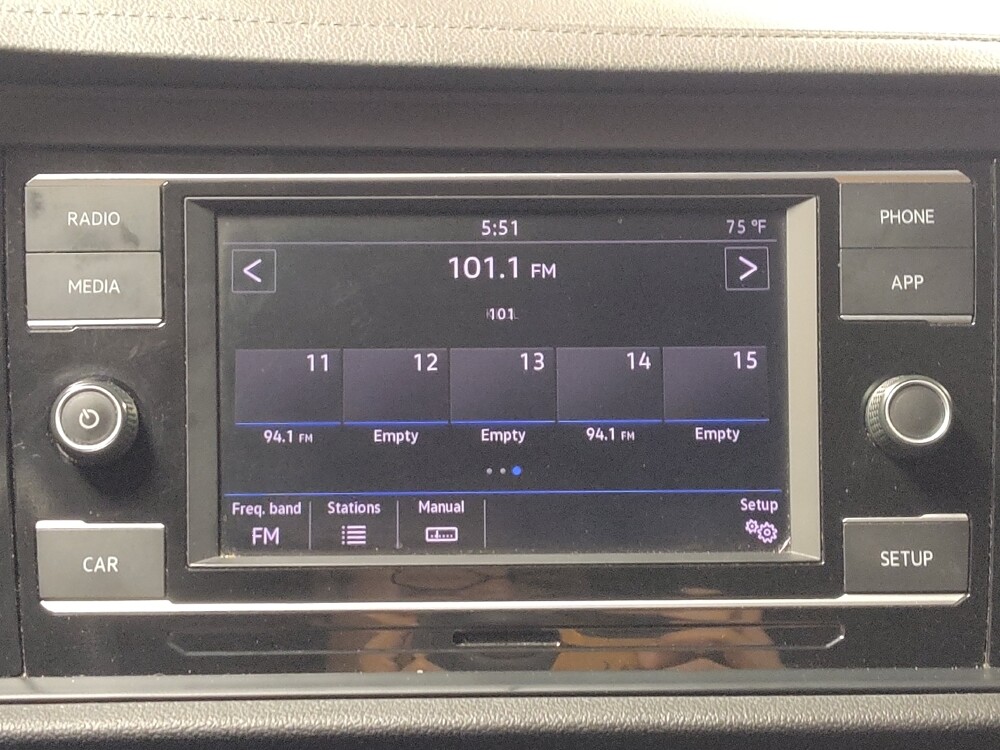 RADIO
MEDIA
CAR
5:51
75 °F
<
101.1 FM
>
101
11
12
13
14
15
94.1 FM
Empty
Empty
94.1 FM
Empty
Freq. band
FM
Stations
Manual
Setup
PHONE
APP
SETUP